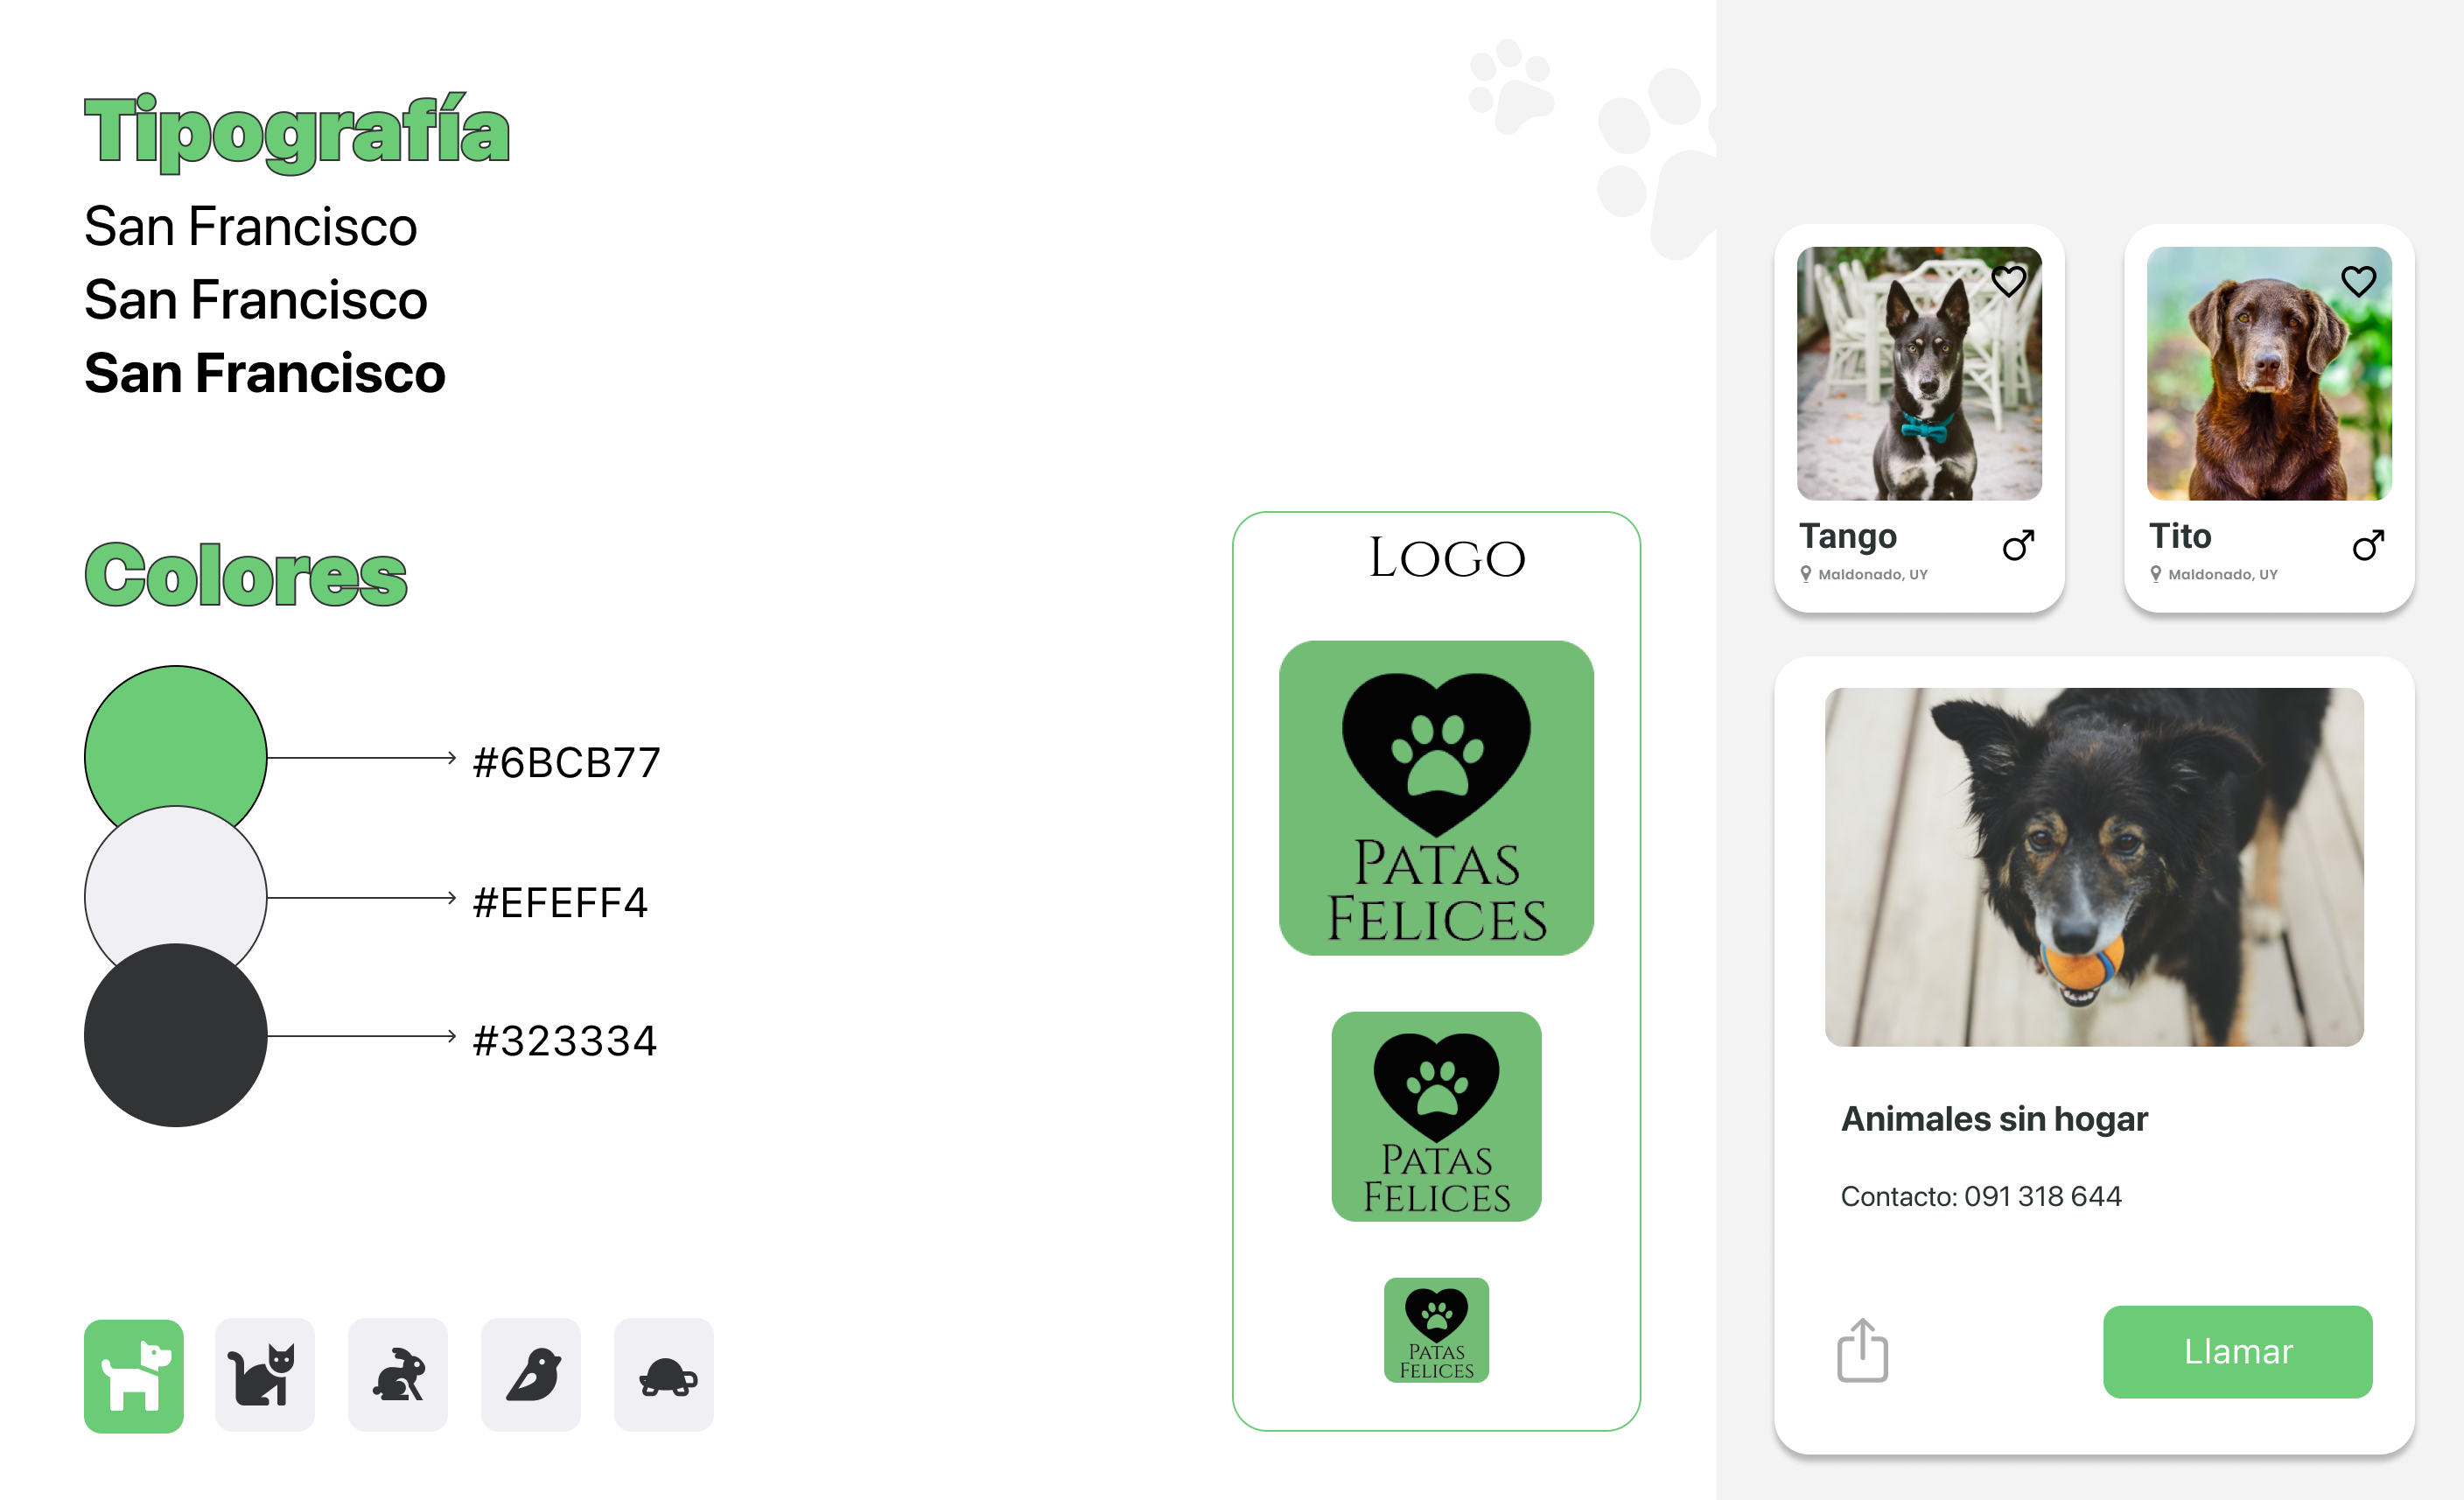 Tipografía
San Francisco
San Francisco
San Francisco
Colores
#6BCB77
#EFEFF4
#323334
LOGO
PATAS
FELICES
PATAS
FELICES
PATAS
FELICES
Tango
Maldonado, UY
Tito
Maldonado, UY
Animales sin hogar
Contacto: 091 318 644
Llamar